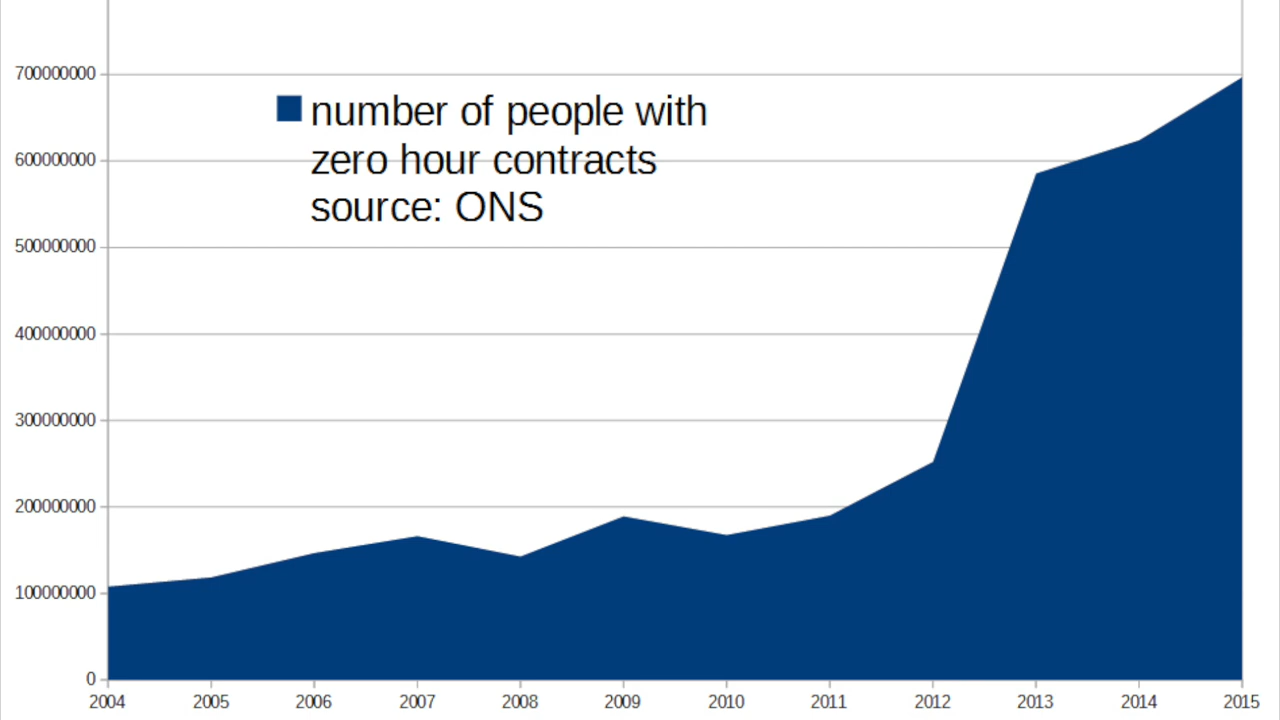 700000000
number of people with
600000000
zero hour contracts
source: ONS
500000000
400000000
300000000
200000000
100000000
0
2004 2005 2006 2007 2008 2009 2010 2011 2012 2013 2014 2015